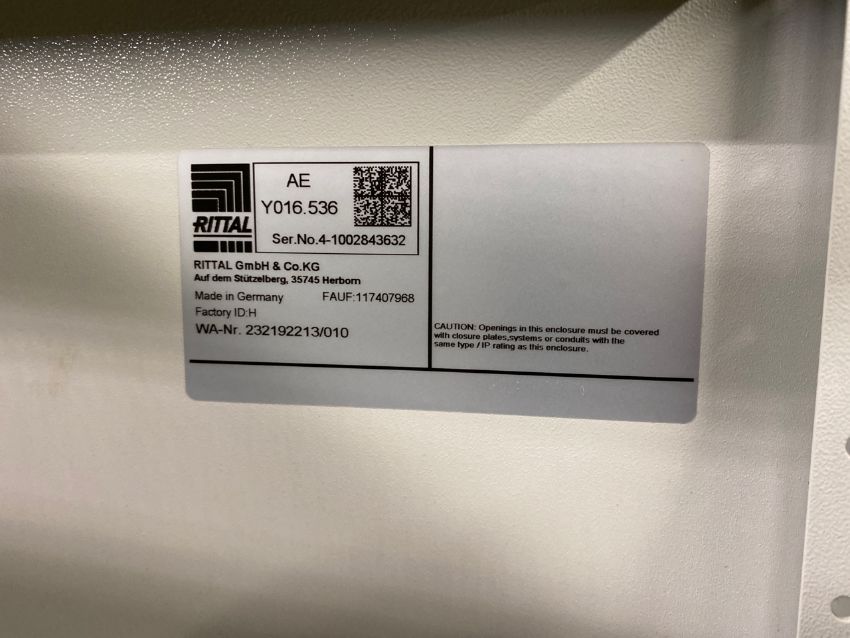 RITTAL
AE
Y016.536
Ser.No.4-1002843632
RITTAL GmbH & Co.KG
Auf dem Stützelberg, 35745 Herborn
Made in Germany FAUF:117407968
Factory ID:H
WA-Nr. 232192213/010
CAUTION: Openings in this enclosure must be covered
with closure plates,systems or conduits with the
same type / IP rating as this enclosure.